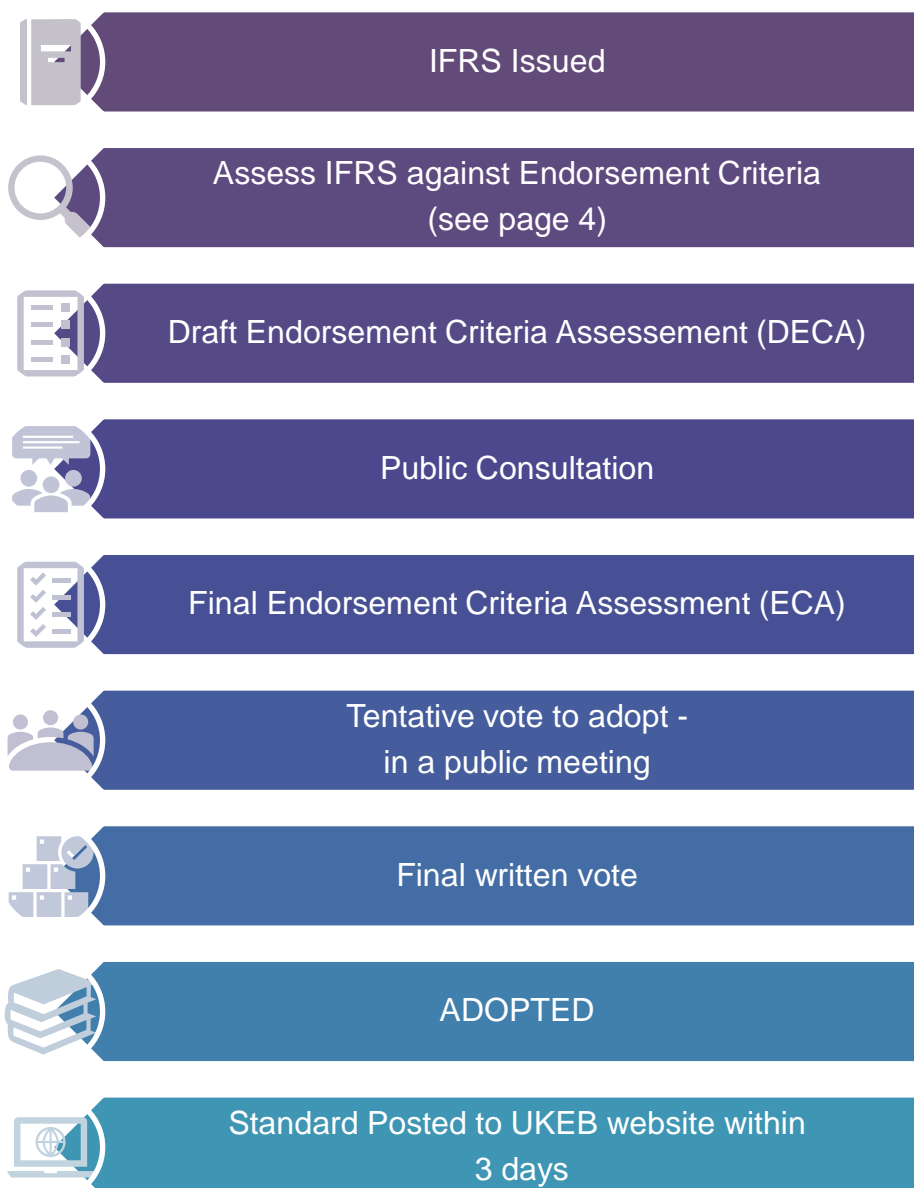 IFRS Issued
Assess IFRS against Endorsement Criteria
(see page 4)
Draft Endorsement Criteria Assessement (DECA)
Public Consultation
Final Endorsement Criteria Assessment (ECA)
Tentative vote to adopt -
in a public meeting
Final written vote
ADOPTED
Standard Posted to UKEB website within
3 days